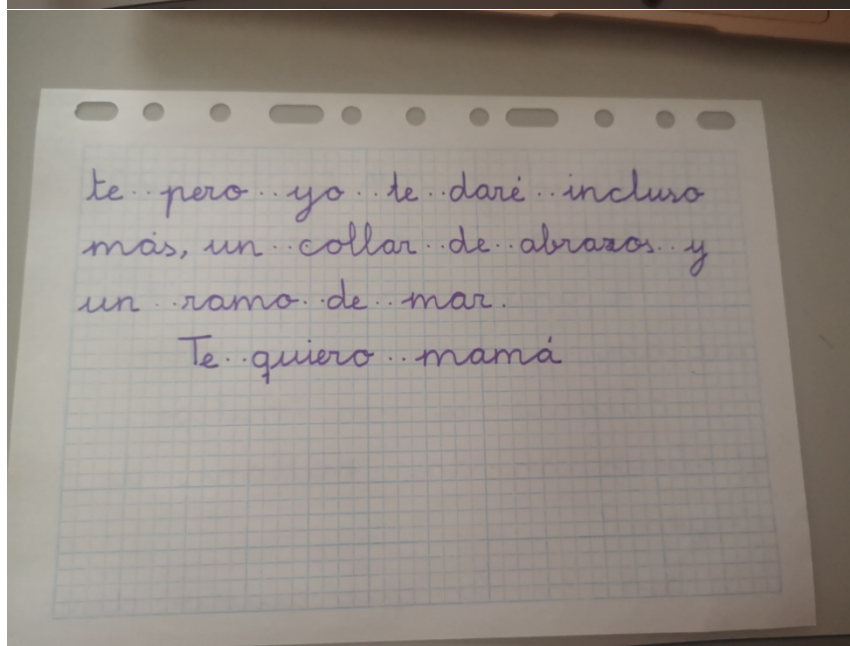 te pero yo te daré incluso
más, un collar de abrazos y
un ramo de mar.
Te quiero mamá